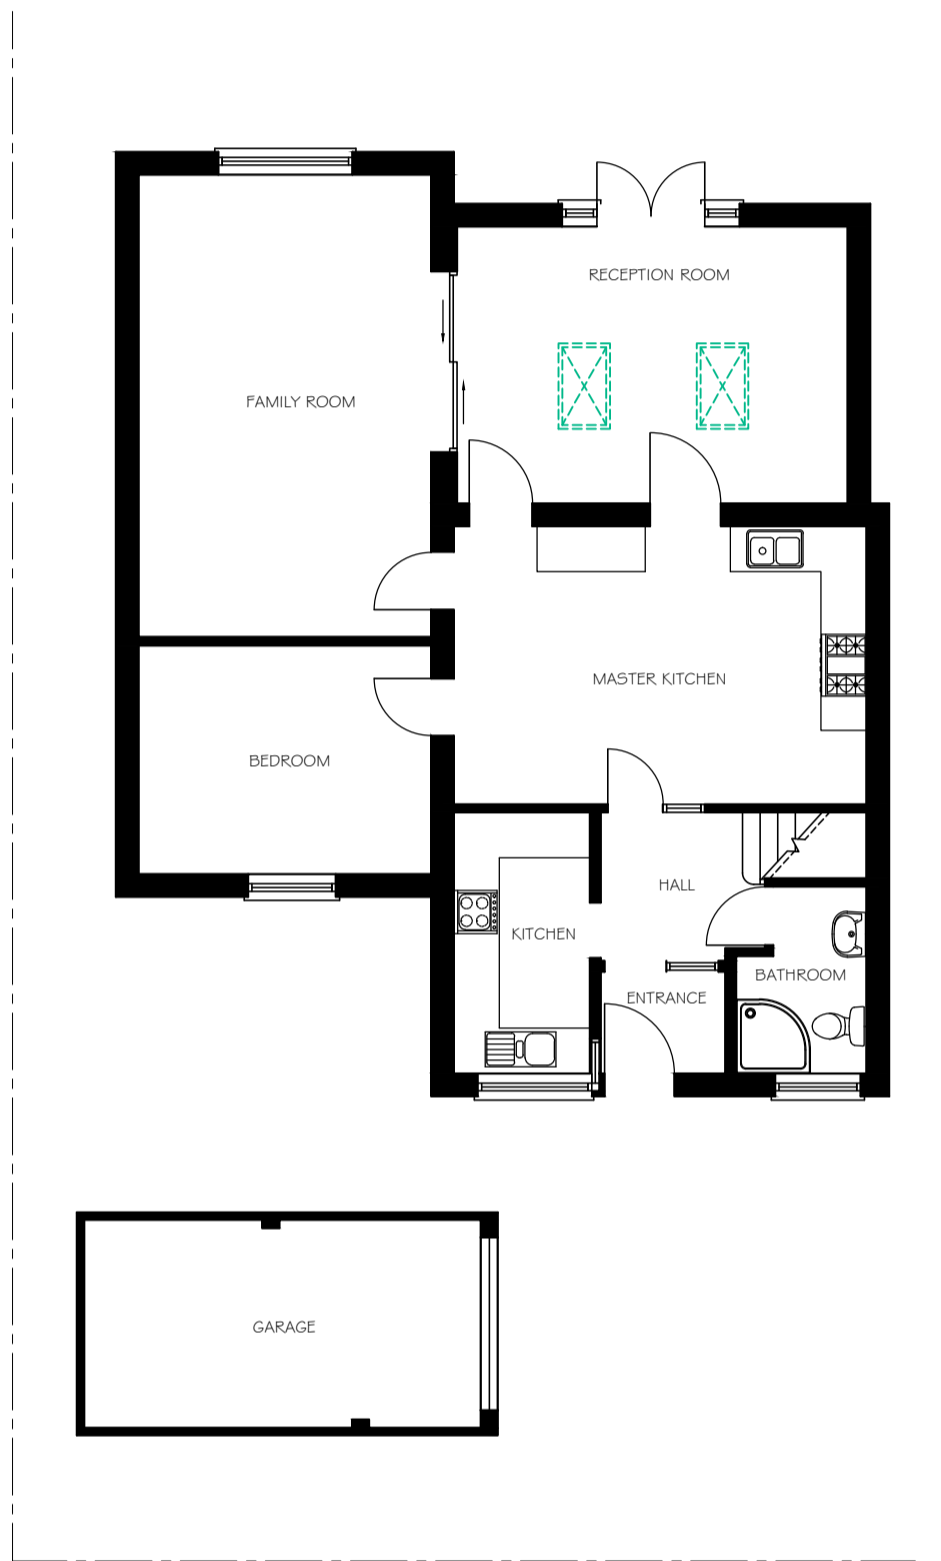 RECEPTION ROOM
FAMILY ROOM
MASTER KITCHEN
BEDROOM
HALL
KITCHEN
BATHROOM
ENTRANCE
GARAGE